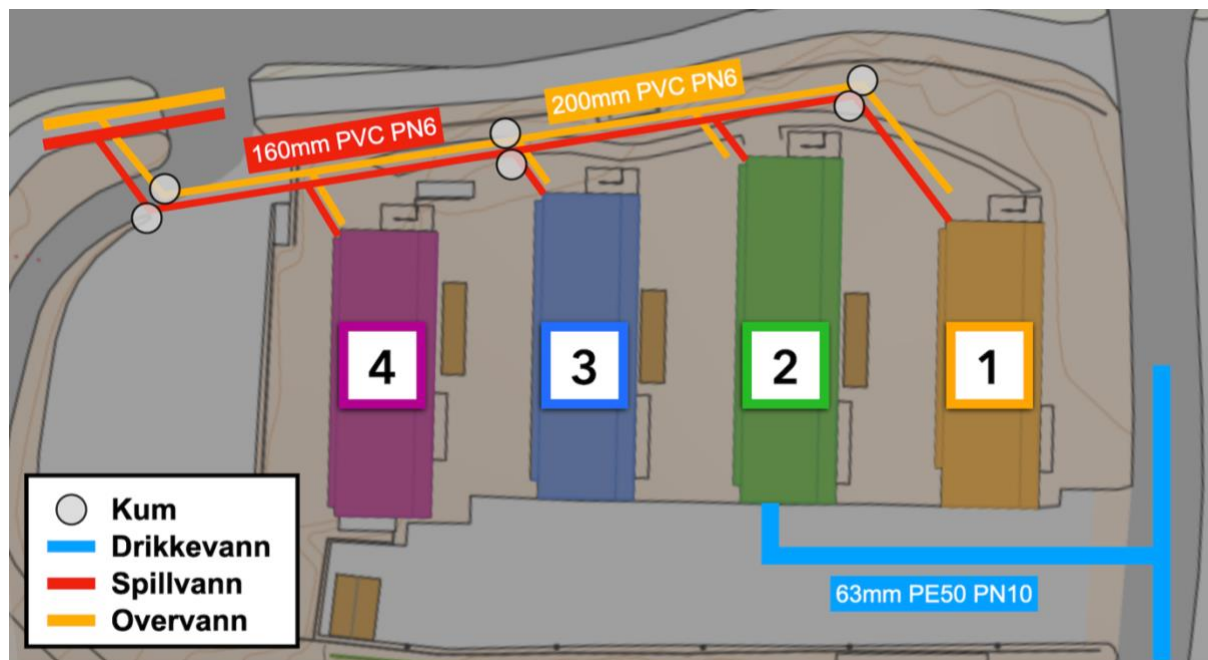 200mm PVC PN6
160mm PVC PN6
4
3
2
1
Kum
Drikkevann
Spillvann
Overvann
63mm PE50 PN10